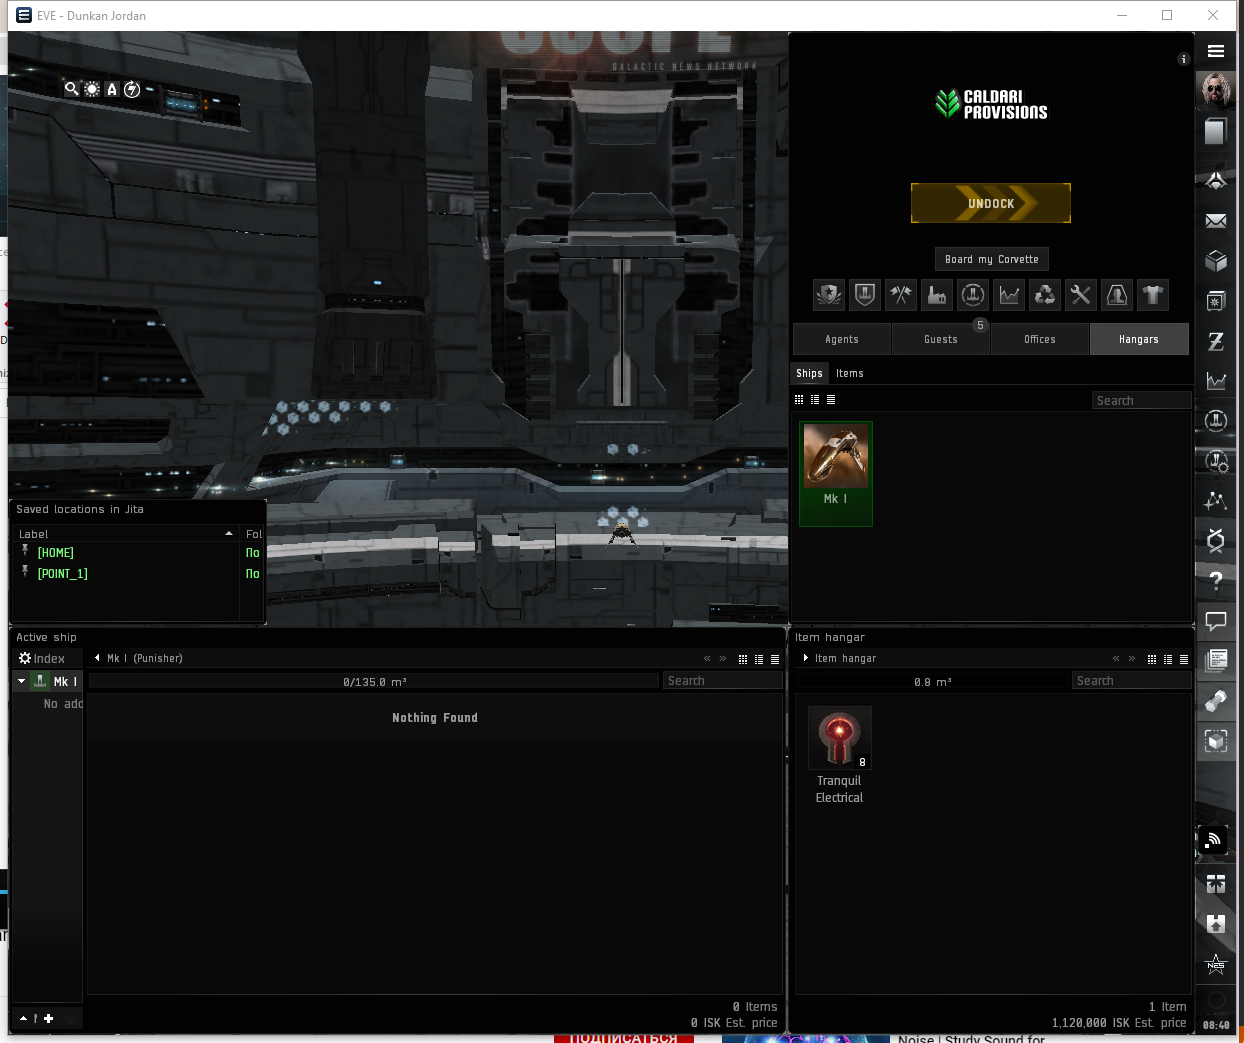 EVE - Dunkan Jordan
SCOPE
GALACTIC NEWS NETWORK
CALDARI
PROVISIONS
UNDOCK
Board my Corvette
5
Agents
Guests
Offices
Hangars
Ships
Items
Search
Mk I
Saved locations in Jita
Label
Fol
[HOME]
По
[POINT_1]
По
Active ship
Index
Mk I (Punisher)
Mk I
No add
0/135.0 m³
Search
Nothing Found
0 Items
0 ISK Est. price
Item hangar
Item hangar
0.8 m³
Search
8
Tranquil
Electrical
1 Item
1,120,000 ISK Est. price
NES
08:40
ПОДПИСАТЬСЯ
Noise | Study Sound for